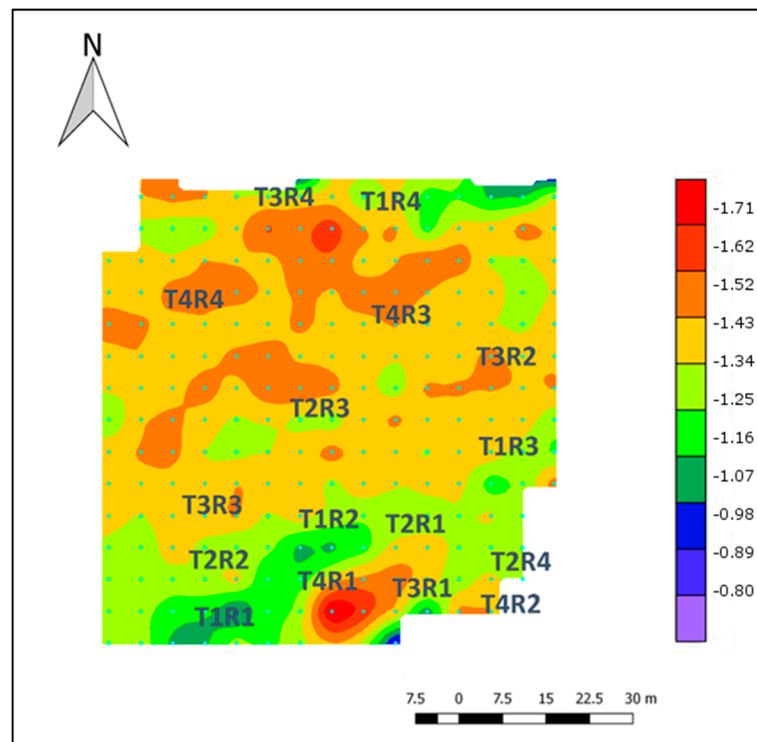 N
T3R4
T1R4
T4R4
T4R3
T3R2
T2R3
T1R3
T3R3
T1R2
T2R1
T2R2
T2R4
T4R1
T3R1
T4R2
T1R1
-1.71
-1.62
-1.52
-1.43
-1.34
-1.25
-1.16
-1.07
-0.98
-0.89
-0.80
7.5 0 7.5 15 22.5 30 m